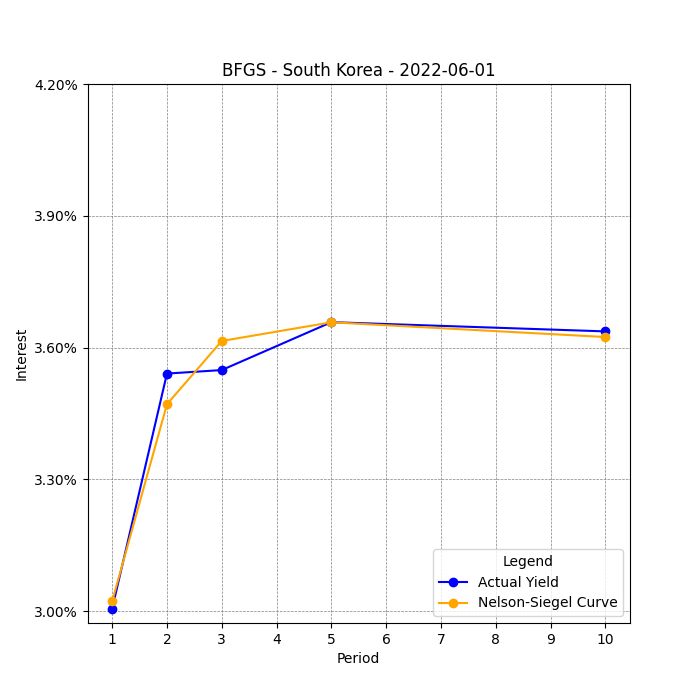 BFGS - South Korea - 2022-06-01
4.20%
3.90%
3.60%
3.30%
3.00%
Interest
1 2 3 4 5 6 7 8 9 10
Period
Legend
Actual Yield
Nelson-Siegel Curve